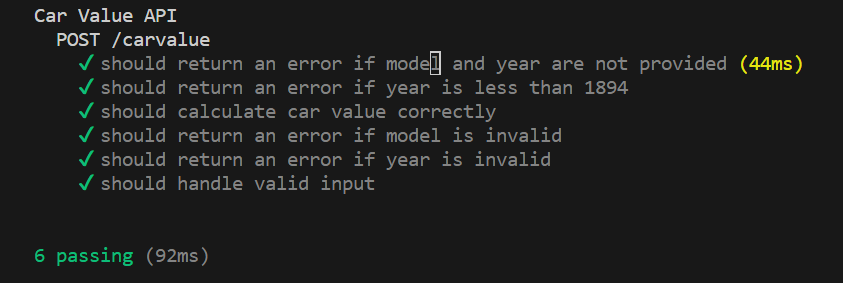 Car Value API
POST /carvalue
✓ should return an error if model and year are not provided (44ms)
✓ should return an error if year is less than 1894
✓ should calculate car value correctly
✓ should return an error if model is invalid
✓ should return an error if year is invalid
✓ should handle valid input
6 passing (92ms)